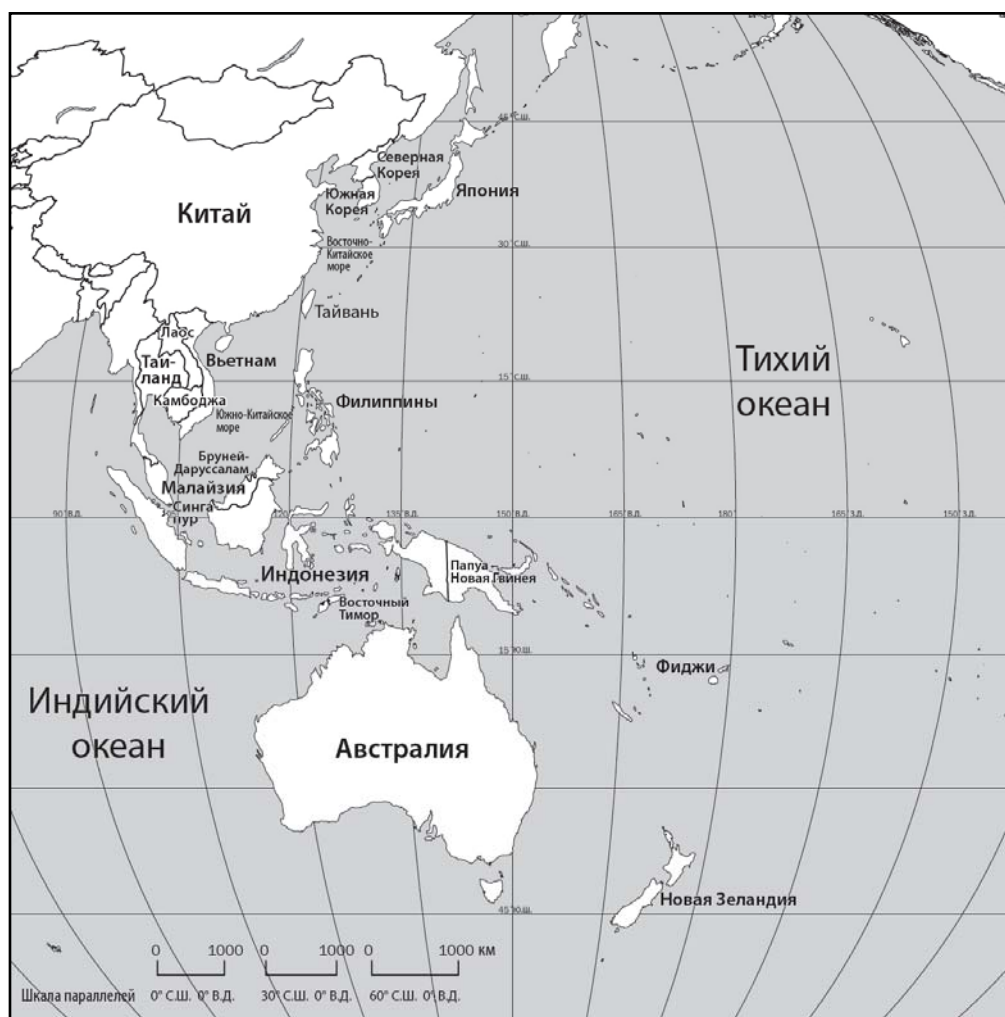 45° С.Ш.
Северная
Корея
Южная
Корея
Япония
Китай
Восточно-
Китайское
море
30° С.Ш.
Тайвань
Лаос
Вьетнам
Таи-
ланд
Тихий
океан
15° С.Ш.
Камбоджа
Южно-Китайское
море
Филиппины
Бруней-
Даруссалам
Малайзия
Синга
пур
90° В.Д.
105
120
135° В.Д.
150° В.Д.
165° В.Д.
180°
165° З.Д.
150° З.Д.
Индонезия
Папуа –
Новая Гвинея
Восточный
Тимор
15° Ю.Ш.
Фиджи
Индийский
океан
Австралия
Новая Зеландия
45° Ю.Ш.
0 1000 0 1000 0 1000 км
Шкала параллелей 0° С.Ш. 0° В.Д. 30° С.Ш. 0° В.Д. 60° С.Ш. 0° В.Д.